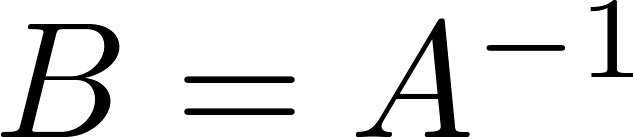 B = A⁻¹